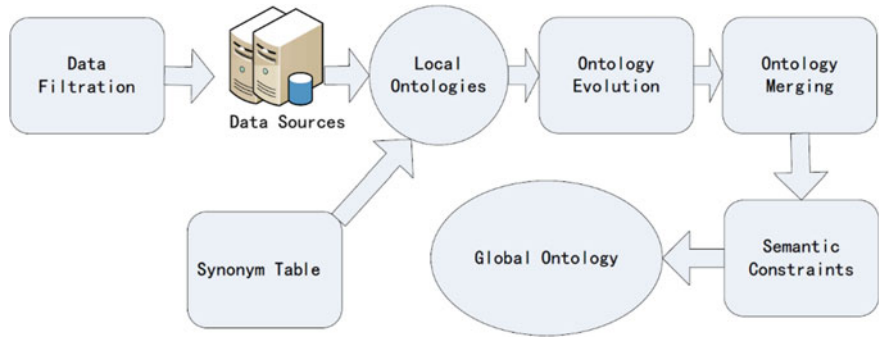 Data
Filtration
Data Sources
Local
Ontologies
Ontology
Evolution
Ontology
Merging
Synonym Table
Global Ontology
Semantic
Constraints